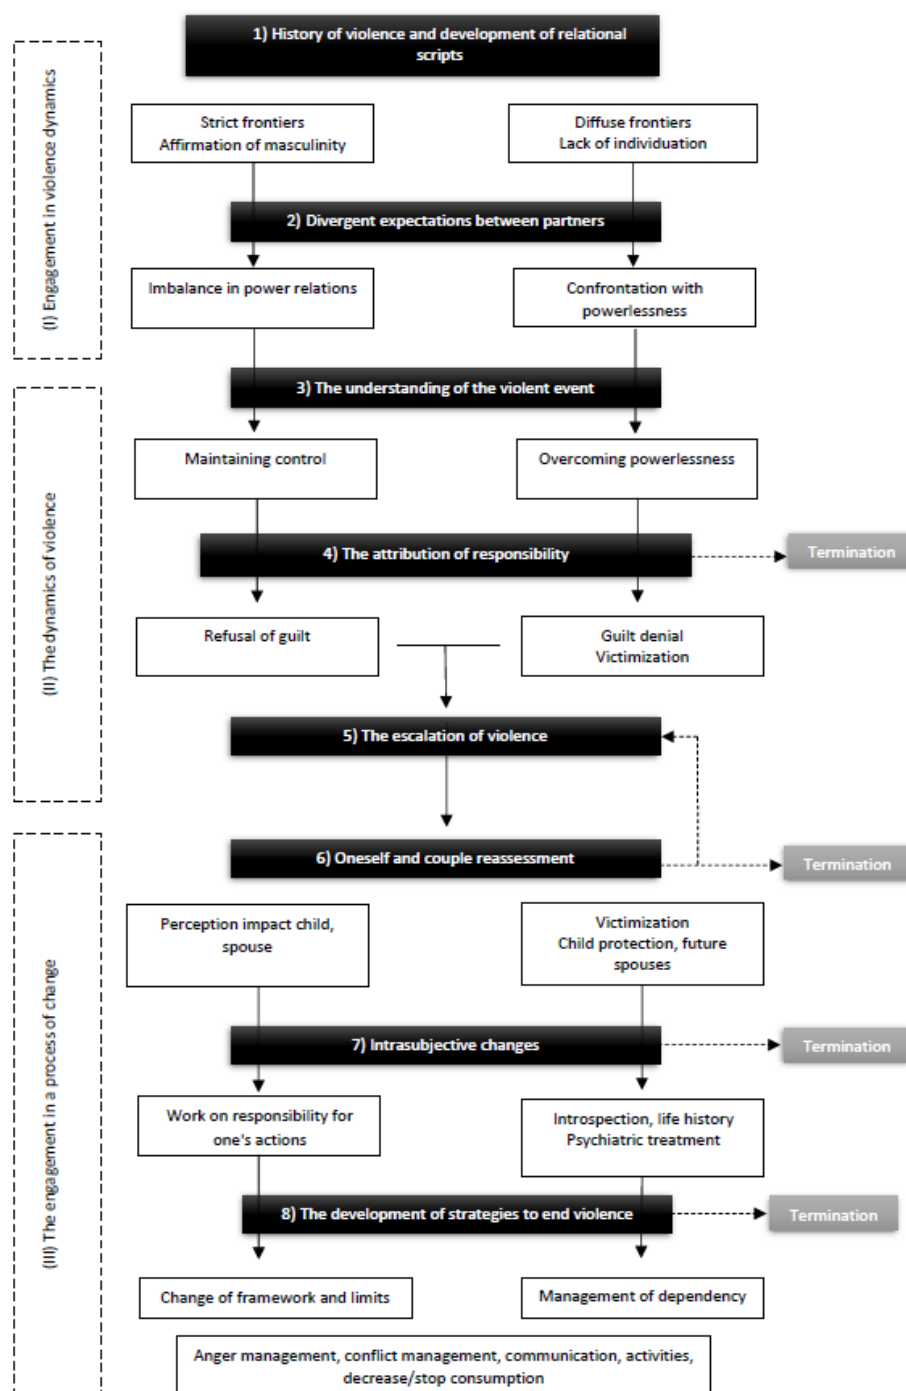 1) History of violence and development of relational
scripts
(I) Engagement in violence dynamics
Strict frontiers
Affirmation of masculinity
Diffuse frontiers
Lack of individuation
2) Divergent expectations between partners
Imbalance in power relations
Confrontation with
powerlessness
3) The understanding of the violent event
(II) The dynamics of violence
Maintaining control
Overcoming powerlessness
4) The attribution of responsibility
Termination
Refusal of guilt
Guilt denial
Victimization
5) The escalation of violence
6) Oneself and couple reassessment
Termination
(III) The engagement in a process of change
Perception impact child,
spouse
Victimization
Child protection, future
spouses
7) Intrasubjective changes
Termination
Work on responsibility for
one's actions
Introspection, life history
Psychiatric treatment
8) The development of strategies to end violence
Termination
Change of framework and limits
Management of dependency
Anger management, conflict management, communication, activities,
decrease/stop consumption